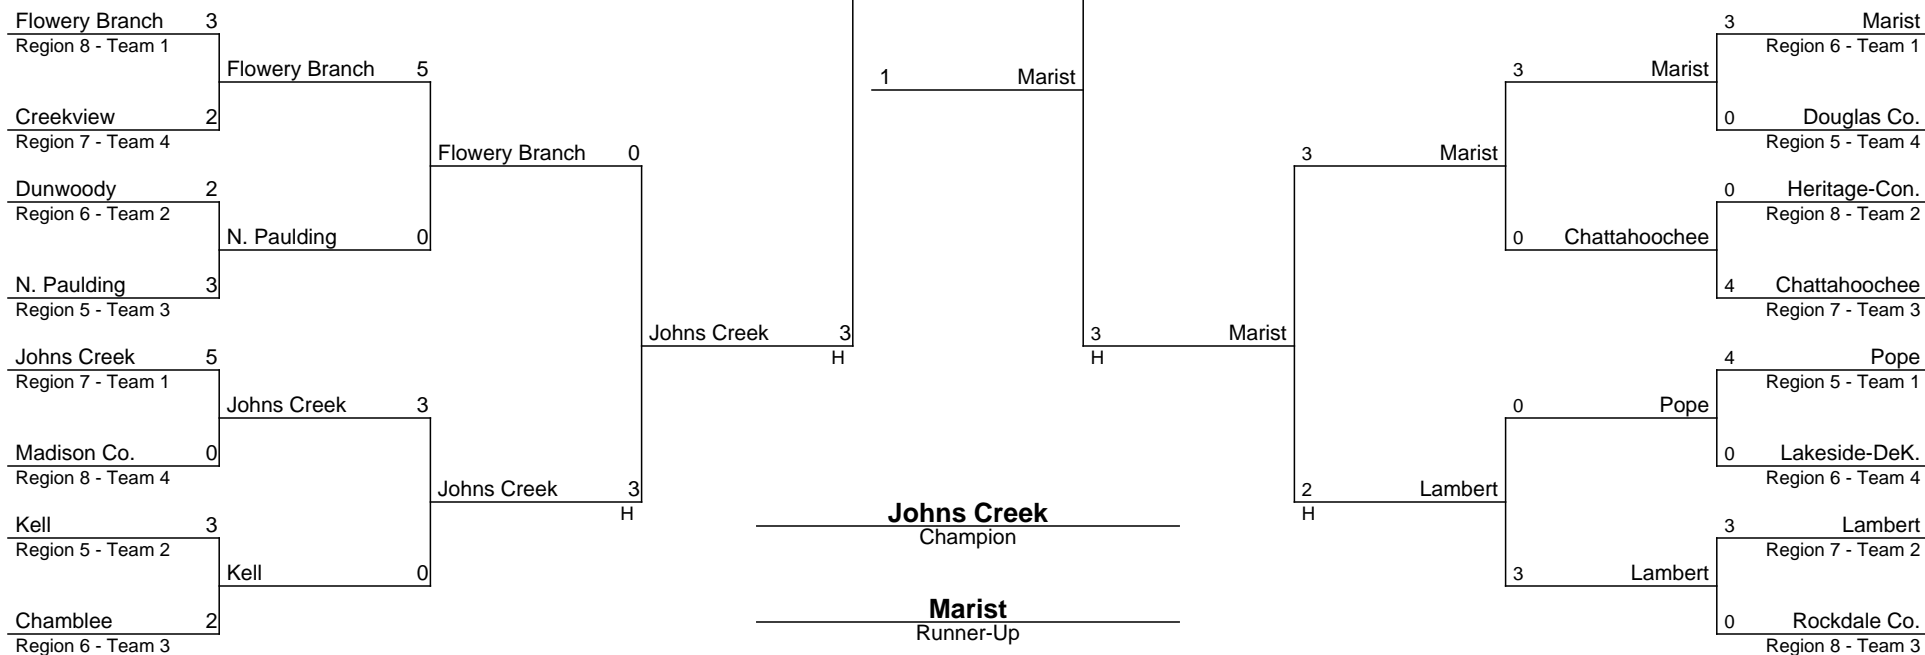 Flowery Branch 3
Region 8 - Team 1
Creekview 2
Region 7 - Team 4
Dunwoody 2
Region 6 - Team 2
N. Paulding 3
Region 5 - Team 3
Johns Creek 5
Region 7 - Team 1
Madison Co. 0
Region 8 - Team 4
Kell 3
Region 5 - Team 2
Chamblee 2
Region 6 - Team 3
Flowery Branch 5
N. Paulding 0
Johns Creek 3
Kell 0
Flowery Branch 0
Johns Creek 3
H
Johns Creek 3
H
1 Marist
Johns Creek
Champion
Marist
Runner-Up
3 Marist
H
3 Marist
2 Lambert
H
3 Marist
0 Chattahoochee
0 Pope
3 Lambert
3 Marist
Region 6 - Team 1
0 Douglas Co.
Region 5 - Team 4
0 Heritage-Con.
Region 8 - Team 2
4 Chattahoochee
Region 7 - Team 3
4 Pope
Region 5 - Team 1
0 Lakeside-DeK.
Region 6 - Team 4
3 Lambert
Region 7 - Team 2
0 Rockdale Co.
Region 8 - Team 3